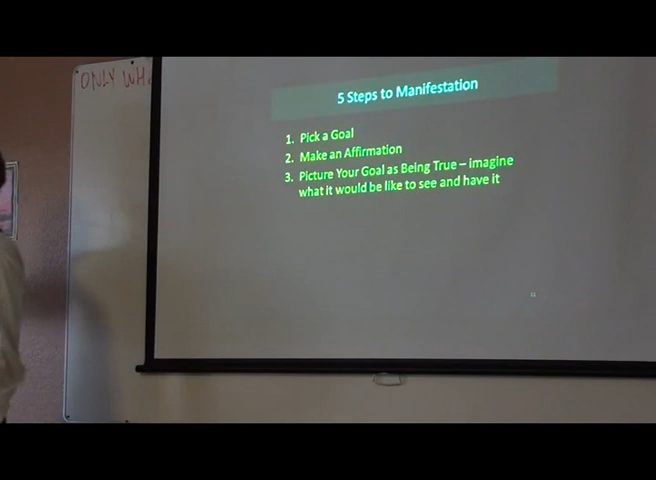 ONLY
5 Steps to Manifestation
1. Pick a Goal
2. Make an Affirmation
3. Picture Your Goal as Being True – imagine
what it would be like to see and have it